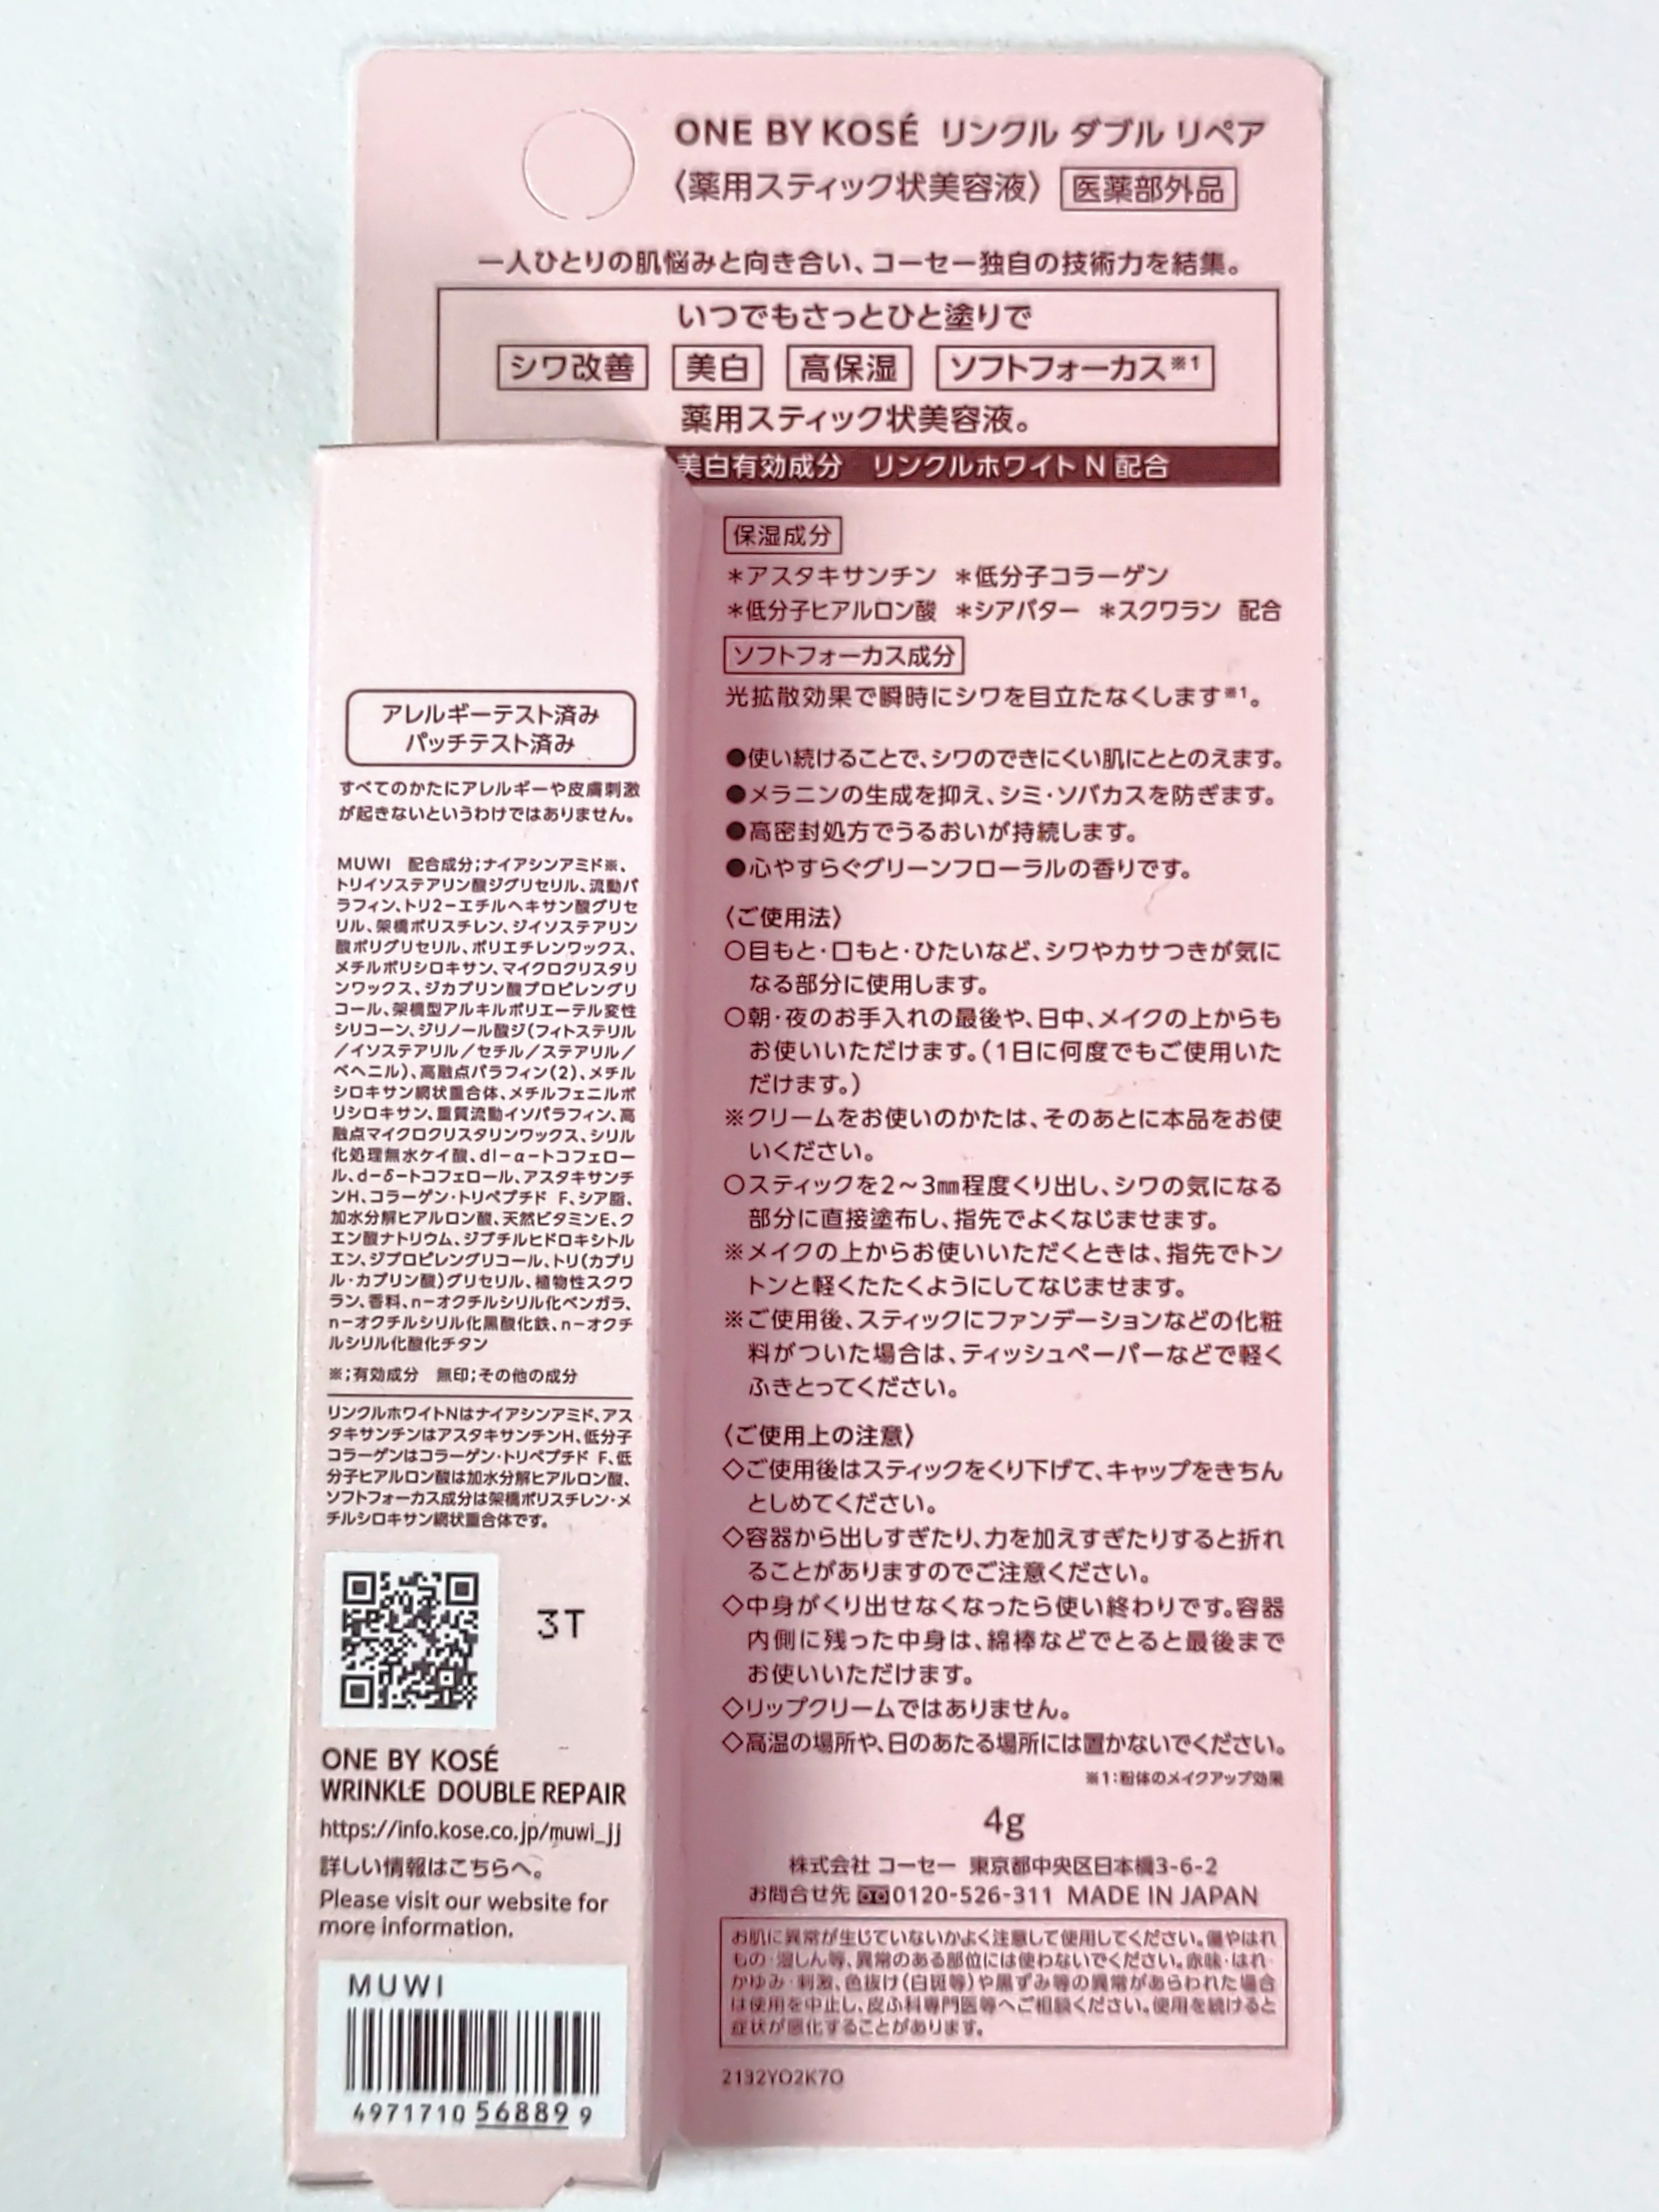 ONE BY KOSÉ リンクル ダブル リペア
〈薬用スティック状美容液〉 医薬部外品
一人ひとりの肌悩みと向き合い、コーセー独自の技術力を結集。
いつでもさっとひと塗りで
シワ改善 美白 高保湿 ソフトフォーカス※1
薬用スティック状美容液。
美白有効成分 リンクルホワイト N 配合
保湿成分
＊アスタキサンチン ＊低分子コラーゲン
＊低分子ヒアルロン酸 ＊シアバター ＊スクワラン 配合
ソフトフォーカス成分
光拡散効果で瞬時にシワを目立たなくします※1。
●使い続けることで、シワのできにくい肌にととのえます。
●メラニンの生成を抑え、シミ・ソバカスを防ぎます。
●高密封処方でうるおいが持続します。
●心やすらぐグリーンフローラルの香りです。
〈ご使用法〉
○目もと・口もと・ひたいなど、シワやカサつきが気に
なる部分に使用します。
○朝・夜のお手入れの最後や、日中、メイクの上からも
お使いいただけます。（1日に何度でもご使用いた
だけます。）
※クリームをお使いのかたは、そのあとに本品をお使
いください。
○スティックを2～3㎜程度くり出し、シワの気になる
部分に直接塗布し、指先でよくなじませます。
※メイクの上からお使いいただくときは、指先でトン
トンと軽くたたくようにしてなじませます。
※ご使用後、スティックにファンデーションなどの化粧
料がついた場合は、ティッシュペーパーなどで軽く
ふきとってください。
〈ご使用上の注意〉
◇ご使用後はスティックをくり下げて、キャップをきちん
としめてください。
◇容器から出しすぎたり、力を加えすぎたりすると折れ
ることがありますのでご注意ください。
◇中身がくり出せなくなったら使い終わりです。容器
内側に残った中身は、綿棒などでとると最後まで
お使いいただけます。
◇リップクリームではありません。
◇高温の場所や、日のあたる場所には置かないでください。
※1：粉体のメイクアップ効果
4g
株式会社 コーセー 東京都中央区日本橋3-6-2
お問合せ先 0120-526-311 MADE IN JAPAN
お肌に異常が生じていないかよく注意して使用してください。傷やはれ
もの・湿しん等、異常のある部位には使わないでください。赤味・はれ・
かゆみ・刺激、色抜け（白斑等）や黒ずみ等の異常があらわれた場合
は使用を中止し、皮ふ科専門医等へご相談ください。使用を続けると
症状が悪化することがあります。
2192YO2K7O
アレルギーテスト済み
パッチテスト済み
すべてのかたにアレルギーや皮膚刺激
が起きないというわけではありません。
MUWI 配合成分；ナイアシンアミド※、
トリイソステアリン酸ジグリセリル、流動パ
ラフィン、トリ2－エチルヘキサン酸グリセ
リル、架橋ポリスチレン、ジイソステアリン
酸ポリグリセリル、ポリエチレンワックス、
メチルポリシロキサン、マイクロクリスタリ
ンワックス、ジカプリン酸プロピレングリ
コール、架橋型アルキルポリエーテル変性
シリコーン、ジリノール酸ジ（フィトステリル
／イソステアリル／セチル／ステアリル／
ベヘニル）、高融点パラフィン（2）、メチル
シロキサン網状重合体、メチルフェニルポ
リシロキサン、重質流動イソパラフィン、高
融点マイクロクリスタリンワックス、シリル
化処理無水ケイ酸、dl－α－トコフェロー
ル、d－δ－トコフェロール、アスタキサンチ
ンH、コラーゲン・トリペプチド F、シア脂、
加水分解ヒアルロン酸、天然ビタミンE、ク
エン酸ナトリウム、ジブチルヒドロキシトル
エン、ジプロピレングリコール、トリ（カプリ
ル・カプリン酸）グリセリル、植物性スクワ
ラン、香料、n－オクチルシリル化ベンガラ、
n－オクチルシリル化黒酸化鉄、n－オクチ
ルシリル化酸化チタン
※；有効成分 無印；その他の成分
リンクルホワイトNはナイアシンアミド、アス
タキサンチンはアスタキサンチンH、低分子
コラーゲンはコラーゲン・トリペプチド F、低
分子ヒアルロン酸は加水分解ヒアルロン酸、
ソフトフォーカス成分は架橋ポリスチレン・メ
チルシロキサン網状重合体です。
3T
ONE BY KOSÉ
WRINKLE DOUBLE REPAIR
https://info.kose.co.jp/muwi_jj
詳しい情報はこちらへ。
Please visit our website for
more information.
MUWI
4971710 56889 9